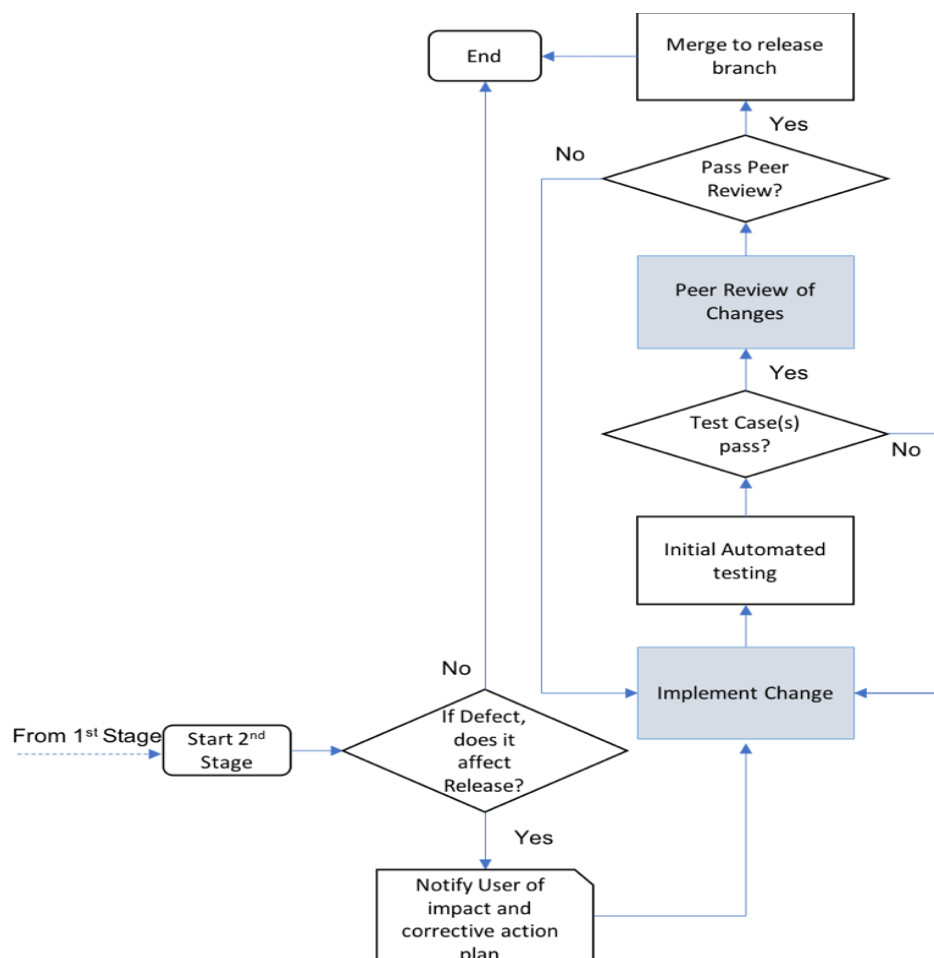 Merge to release
branch
End
Yes
No
Pass Peer
Review?
Peer Review of
Changes
Yes
Test Case(s)
pass?
No
Initial Automated
testing
No
Implement Change
If Defect,
does it
affect
Release?
From 1st Stage
Start 2nd
Stage
Yes
Notify User of
impact and
corrective action
plan